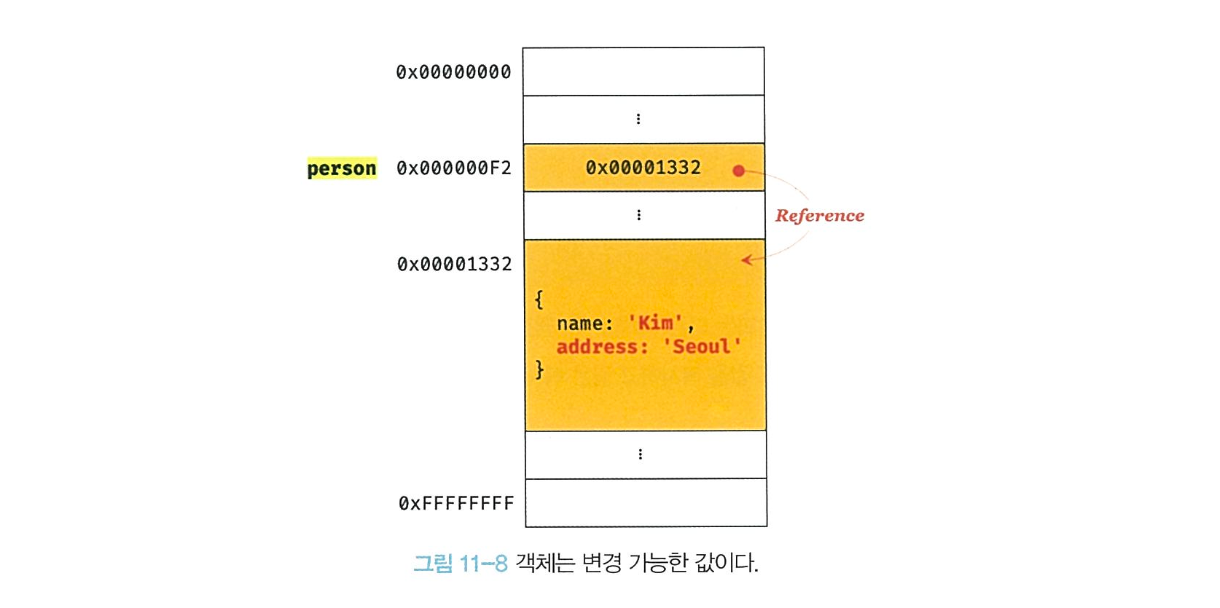 0x00000000
⋮
person 0x000000F2 0x00001332
⋮
Reference
0x00001332
{
name: 'Kim',
address: 'Seoul'
}
⋮
0xFFFFFFFF
그림 11-8 객체는 변경 가능한 값이다.